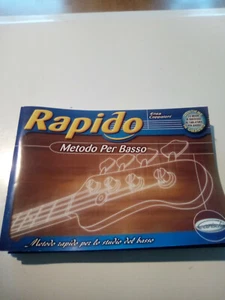 Rapido
Metodo Per Basso
Metodo rapido per lo studio del basso